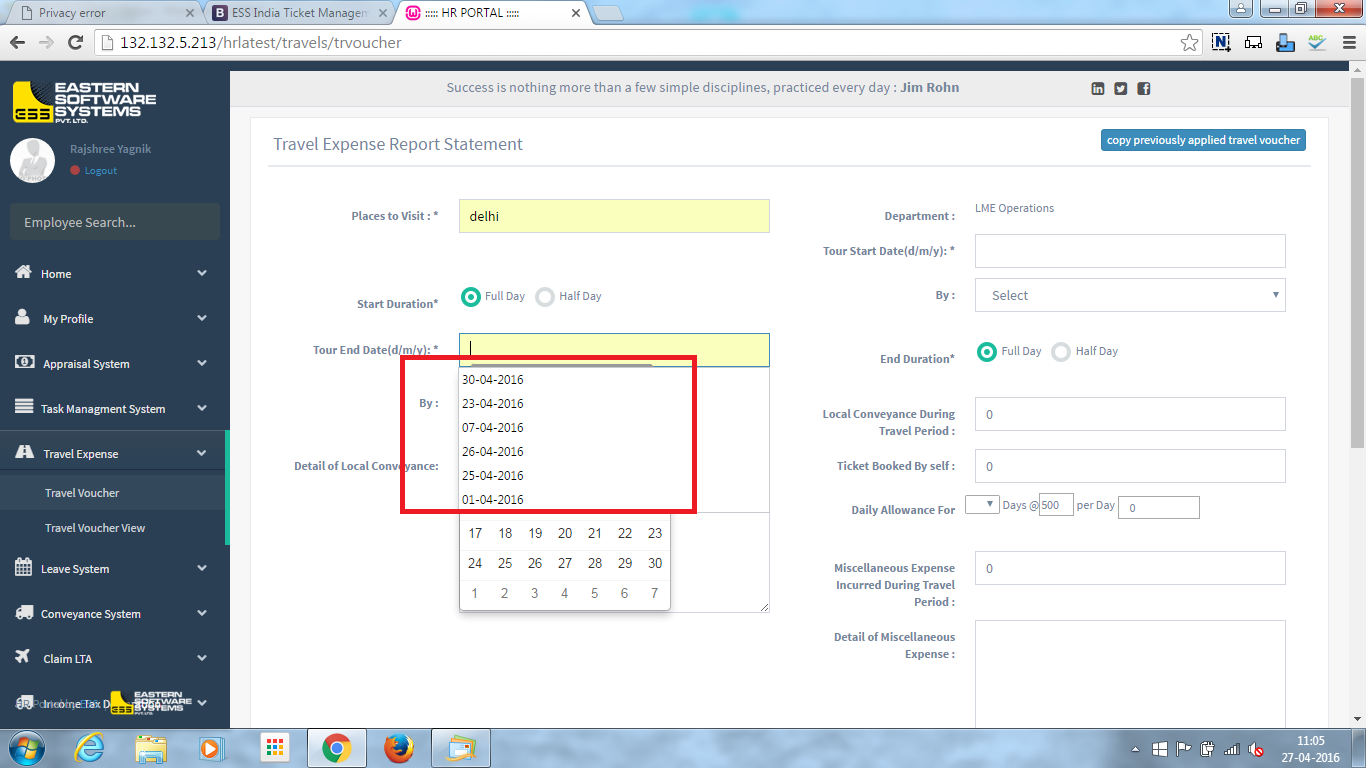 Privacy error
ESS India Ticket Managem
::::: HR PORTAL :::::
132.132.5.213/hrlatest/travels/trvoucher
ABC
EASTERN
SOFTWARE
SYSTEMS
PVT. LTD.
ESS
Success is nothing more than a few simple disciplines, practiced every day : Jim Rohn
Rajshree Yagnik
Logout
Employee Search...
Home
My Profile
Appraisal System
Task Managment System
Travel Expense
Travel Voucher
Travel Voucher View
Leave System
Conveyance System
Claim LTA
Income Tax D
EASTERN
SOFTWARE
SYSTEMS
ESS
Travel Expense Report Statement
copy previously applied travel voucher
Places to Visit : *
delhi
Department :
LME Operations
Tour Start Date(d/m/y): *
Start Duration*
Full Day
Half Day
By :
Select
Tour End Date(d/m/y): *
End Duration*
Full Day
Half Day
30-04-2016
23-04-2016
07-04-2016
26-04-2016
25-04-2016
01-04-2016
By :
Local Conveyance During
Travel Period :
0
Detail of Local Conveyance:
Ticket Booked By self :
0
Daily Allowance For
Days @
500
per Day
0
17 18 19 20 21 22 23
24 25 26 27 28 29 30
1 2 3 4 5 6 7
Miscellaneous Expense
Incurred During Travel
Period :
0
Detail of Miscellaneous
Expense :
11:05
27-04-2016